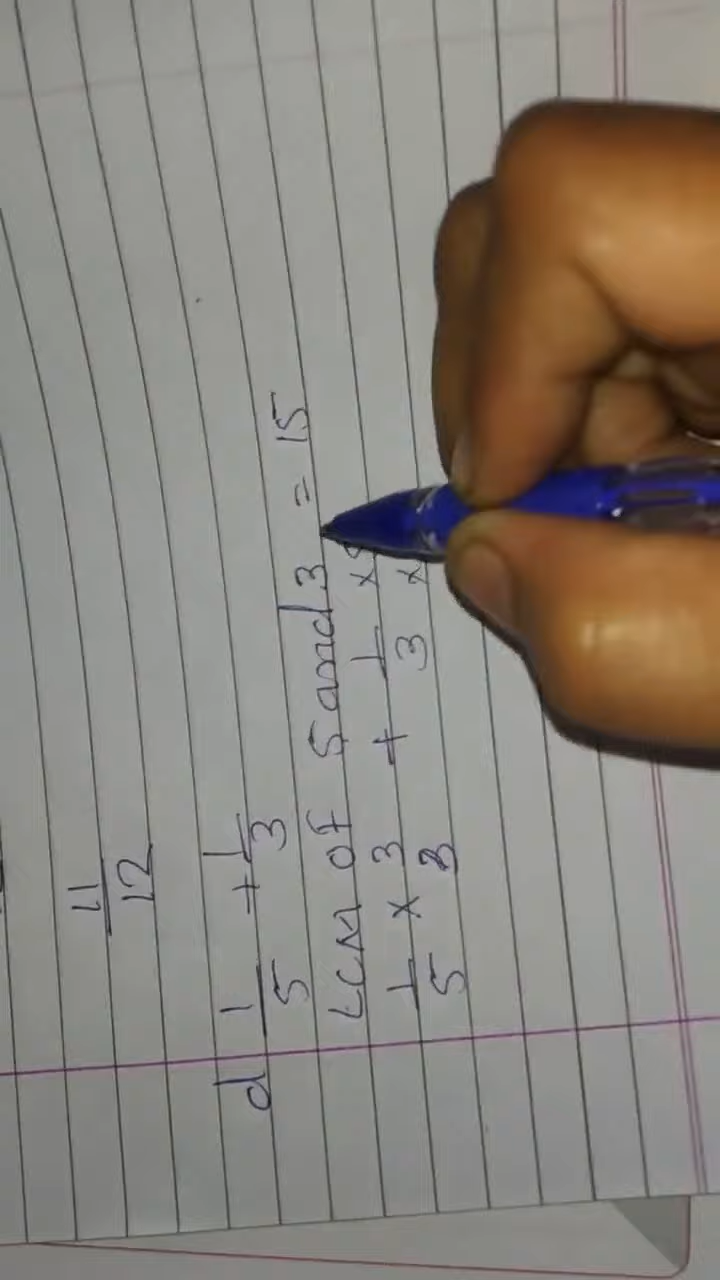 11
12
d 1/5 + 1/3
LCM of 5 and 3 = 15
1 × 3 + 1 ×
5 3 3 ×